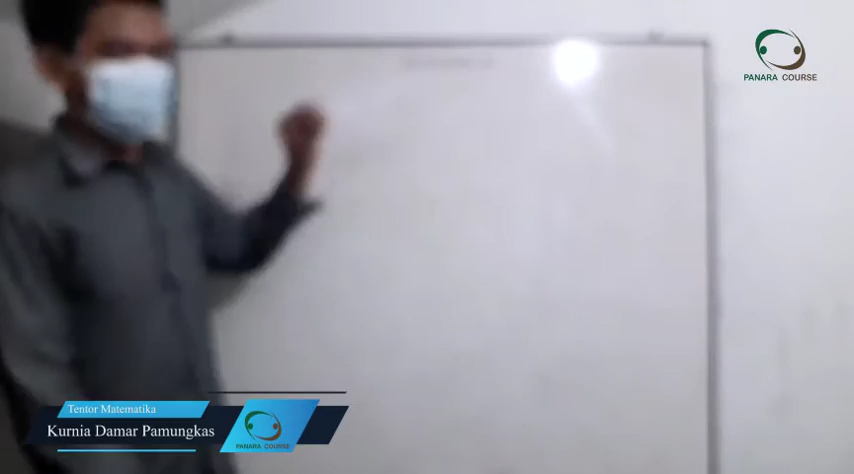 PANARA COURSE
Tentor Matematika
Kurnia Damar Pamungkas
PANARA COURSE